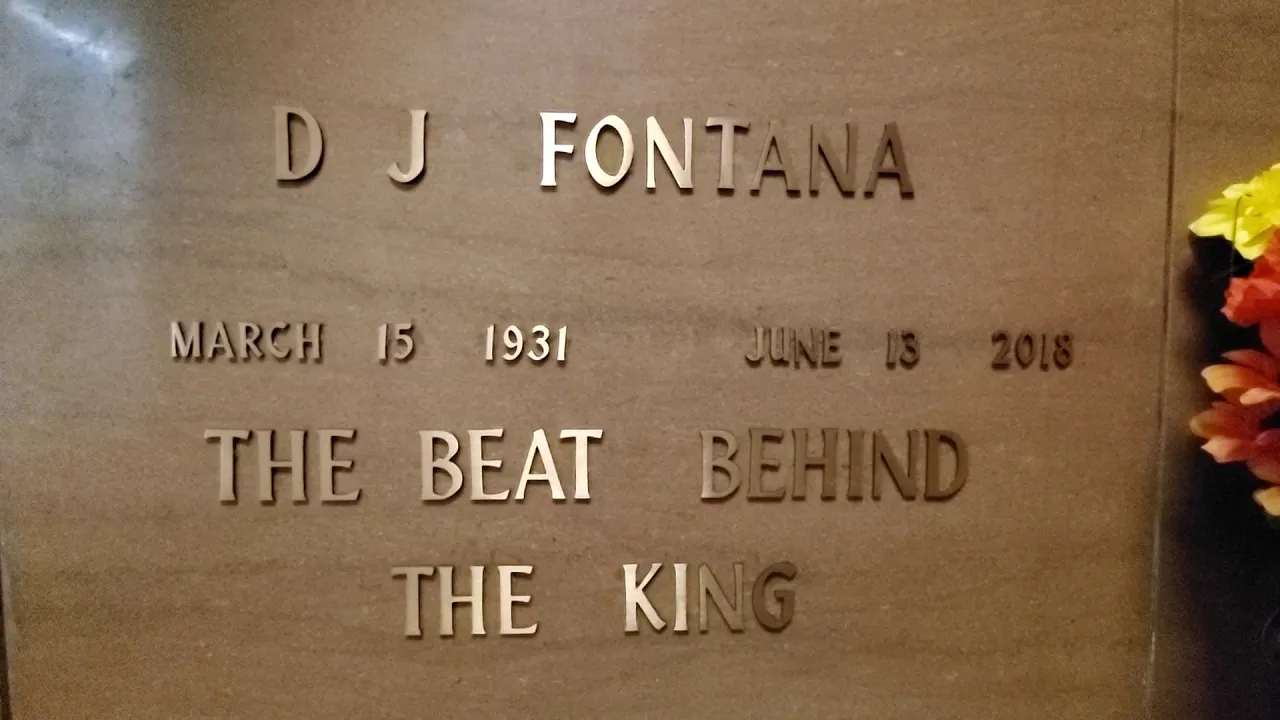 D J FONTANA
MARCH 15 1931 JUNE 13 2018
THE BEAT BEHIND
THE KING